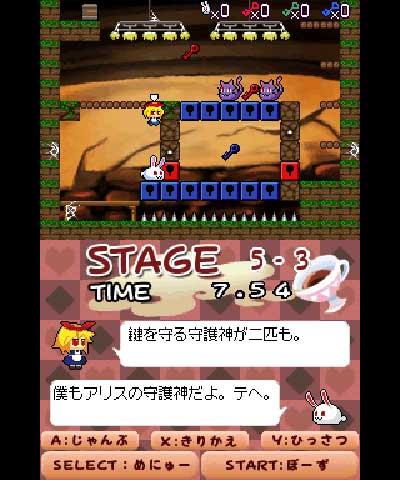 ×0 ×0 ×0 ×0
STAGE 5-3
TIME 7.54
鍵を守る守護神が二匹も。
僕もアリスの守護神だよ。テヘ。
A:じゃんぷ X:きりかえ Y:ひっさつ
SELECT:めにゅー START:ぽーず